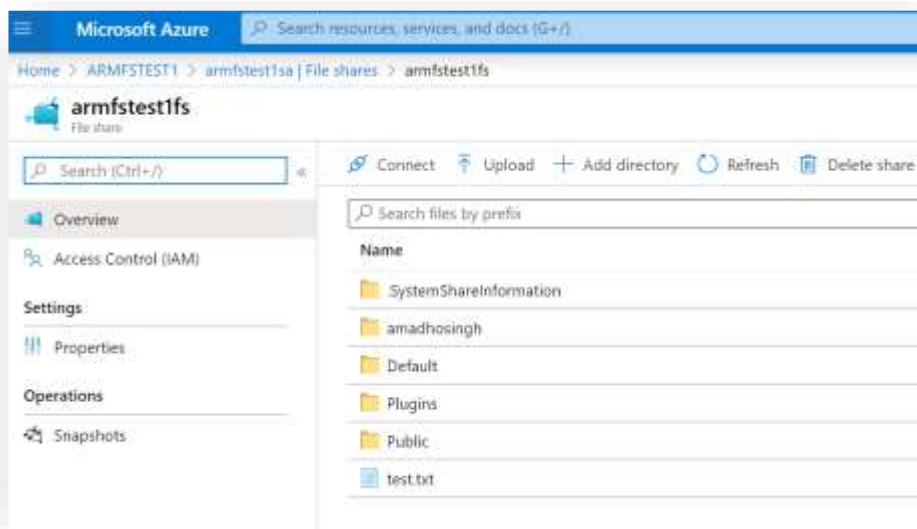 Microsoft Azure
Search resources, services, and docs (G+/)
Home > ARMFSTEST1 > armfstest1sa | File shares > armfstest1fs
armfstest1fs
File share
Search (Ctrl+/)
«
Overview
Access Control (IAM)
Settings
Properties
Operations
Snapshots
Connect Upload Add directory Refresh Delete share
Search files by prefix
Name
.SystemShareInformation
amadhosingh
Default
Plugins
Public
test.txt